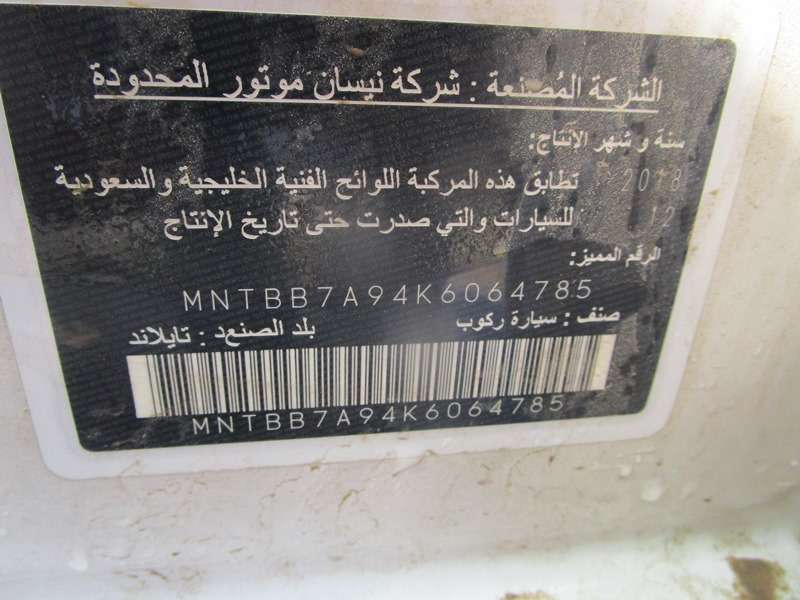 الشركة المُصنعة : شركة نيسان موتور المحدودة
سنة و شهر الإنتاج:
2018 تطابق هذه المركبة اللوائح الفنية الخليجية والسعودية
12 للسيارات والتي صدرت حتى تاريخ الإنتاج
الرقم المميز:
MNTBB7A94K6064785
صنف : سيارة ركوب بلد الصنع : تايلاند
MNTBB7A94K6064785